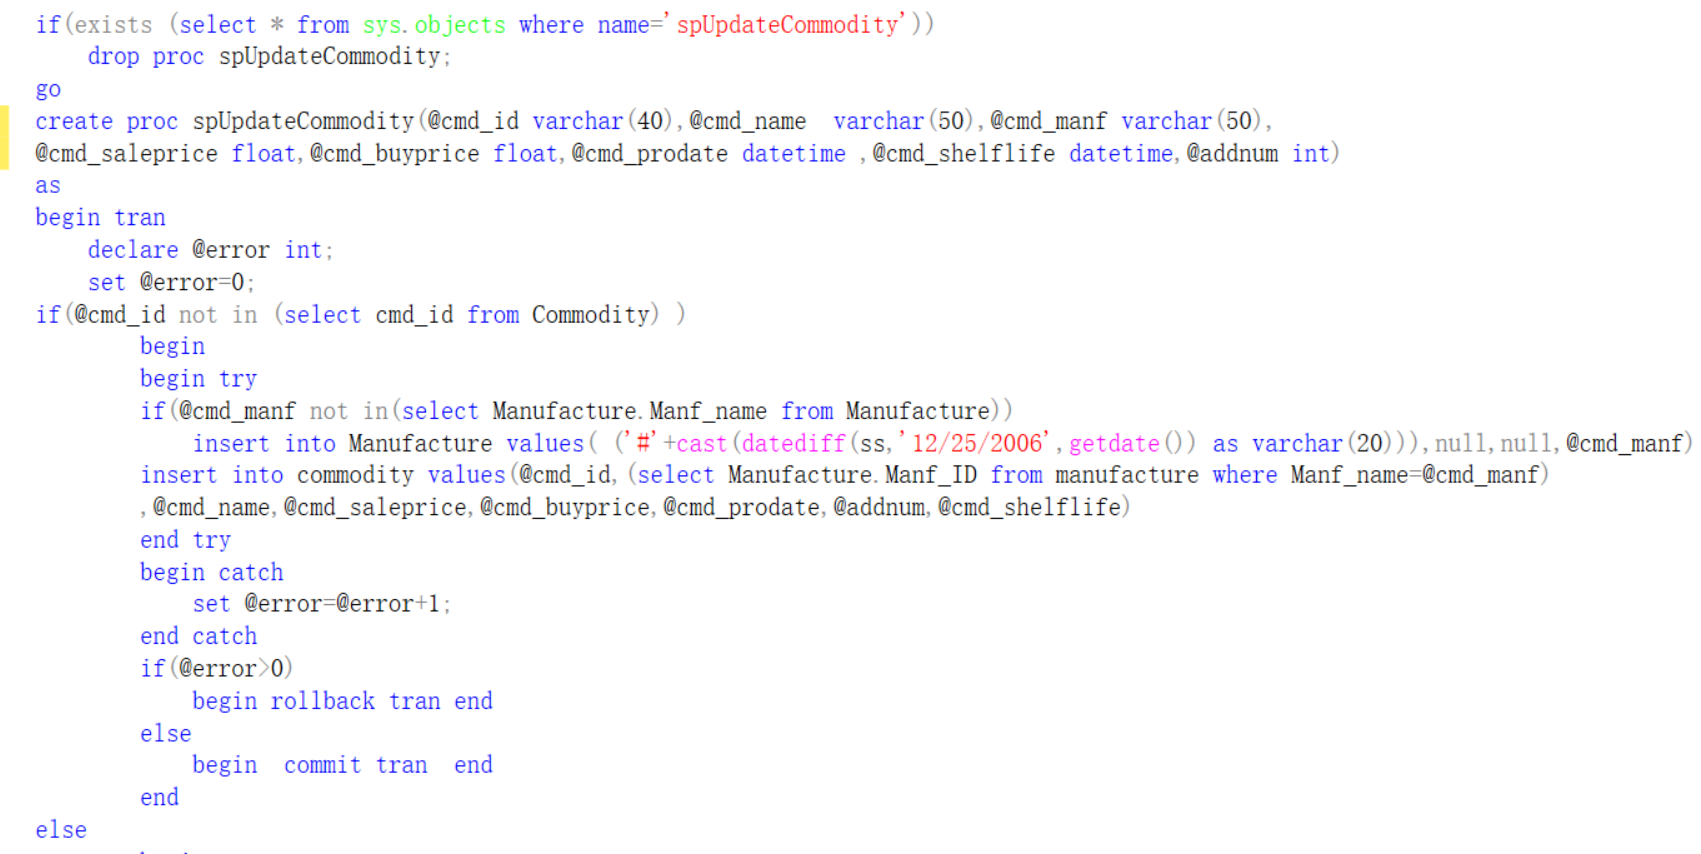 if(exists (select * from sys.objects where name='spUpdateCommodity'))
    drop proc spUpdateCommodity;
go
create proc spUpdateCommodity(@cmd_id varchar(40),@cmd_name  varchar(50),@cmd_manf varchar(50),
@cmd_saleprice float,@cmd_buyprice float,@cmd_prodate datetime ,@cmd_shelflife datetime,@addnum int)
as
begin tran
    declare @error int;
    set @error=0;
if(@cmd_id not in (select cmd_id from Commodity) )
        begin
        begin try
        if(@cmd_manf not in(select Manufacture.Manf_name from Manufacture))
            insert into Manufacture values( ('#'+cast(datediff(ss,'12/25/2006',getdate()) as varchar(20))),null,null,@cmd_manf)
        insert into commodity values(@cmd_id,(select Manufacture.Manf_ID from manufacture where Manf_name=@cmd_manf)
        ,@cmd_name,@cmd_saleprice,@cmd_buyprice,@cmd_prodate,@addnum,@cmd_shelflife)
        end try
        begin catch
            set @error=@error+1;
        end catch
        if(@error>0)
            begin rollback tran end
        else
            begin  commit tran  end
        end
else